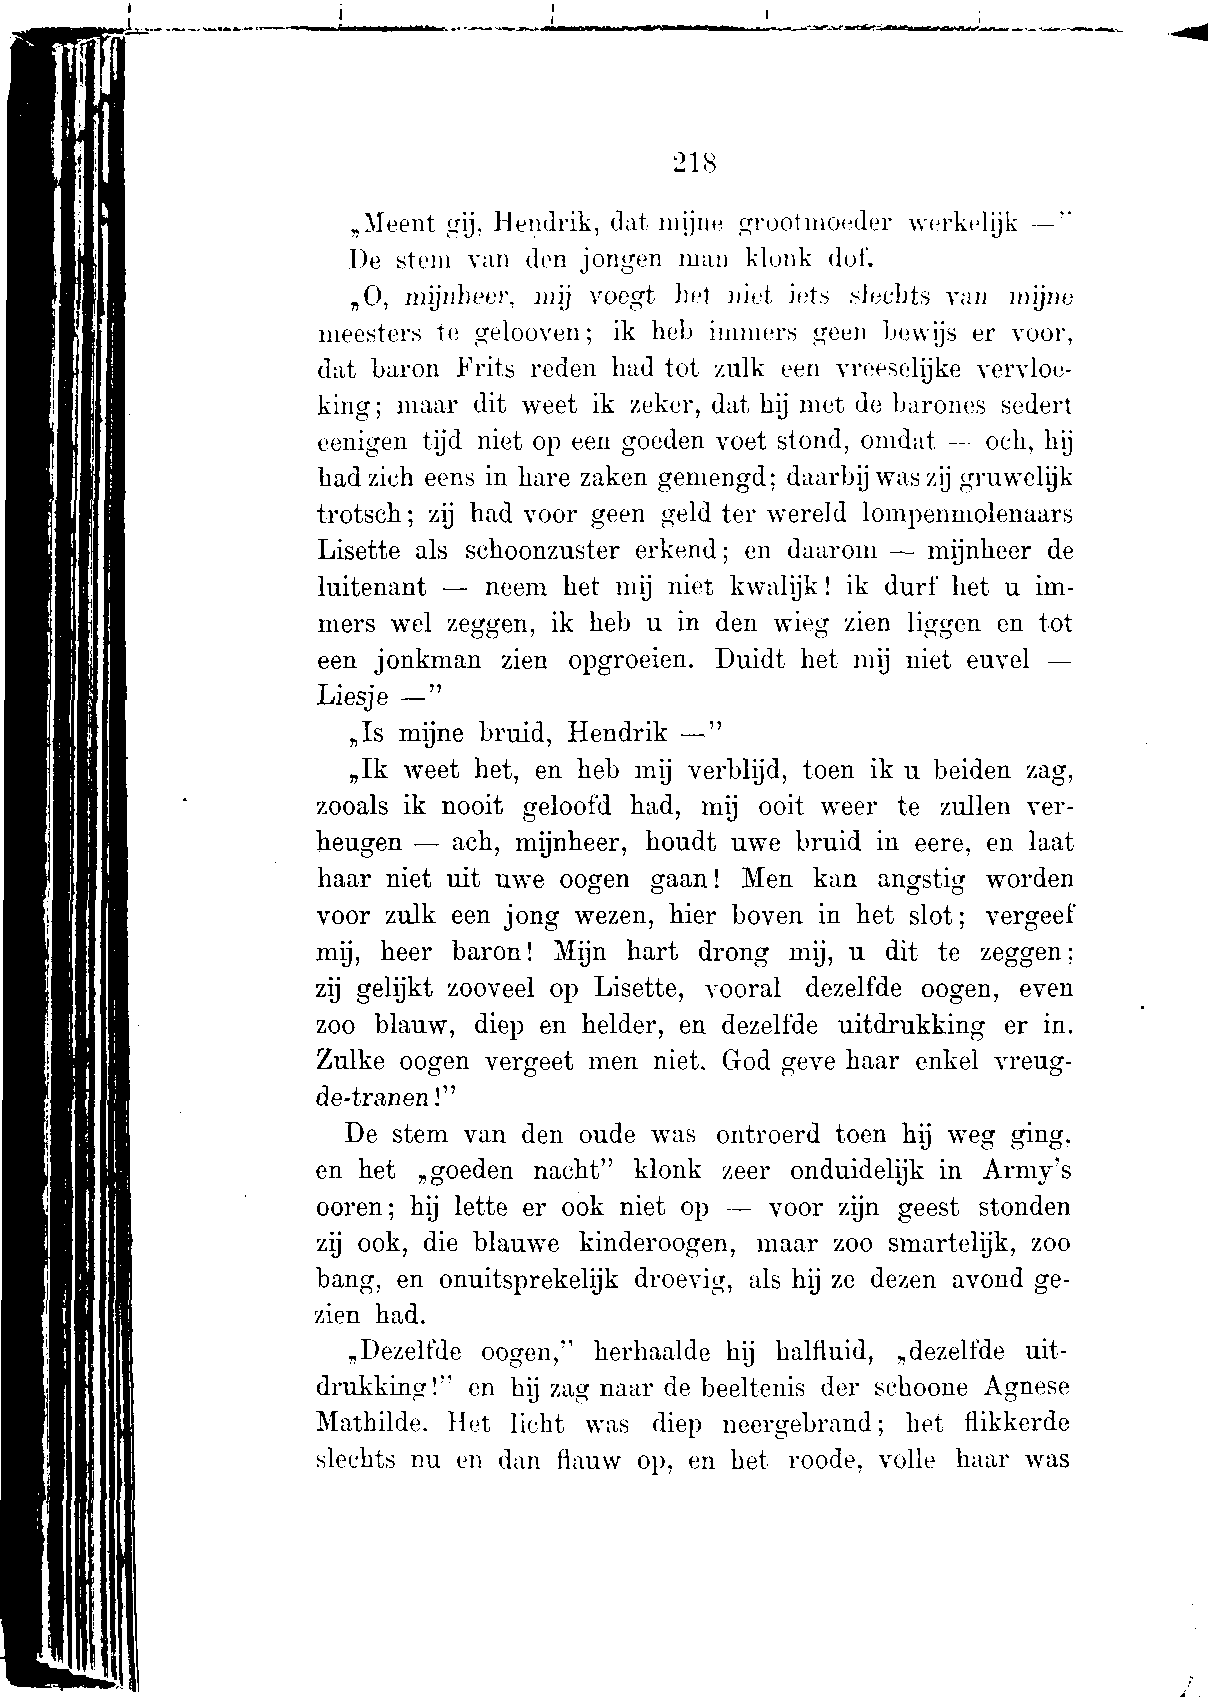 218
„Meent gij, Hendrik, dat mijne grootmoeder werkelijk —”
De stem van den jongen man klonk dof.
„O, mijnheer, mij voegt het niet iets slechts van mijne
meesters te gelooven; ik heb immers geen bewijs er voor,
dat baron Frits reden had tot zulk een vreeselijke vervloe-
king; maar dit weet ik zeker, dat hij met de barones sedert
eenigen tijd niet op een goeden voet stond, omdat — och, hij
had zich eens in hare zaken gemengd; daarbij was zij gruwelijk
trotsch; zij had voor geen geld ter wereld lompenmolenaars
Lisette als schoonzuster erkend; en daarom — mijnheer de
luitenant — neem het mij niet kwalijk! ik durf het u im-
mers wel zeggen, ik heb u in den wieg zien liggen en tot
een jonkman zien opgroeien. Duidt het mij niet euvel —
Liesje —”
„Is mijne bruid, Hendrik —”
„Ik weet het, en heb mij verblijd, toen ik u beiden zag,
zooals ik nooit geloofd had, mij ooit weer te zullen ver-
heugen — ach, mijnheer, houdt uwe bruid in eere, en laat
haar niet uit uwe oogen gaan! Men kan angstig worden
voor zulk een jong wezen, hier boven in het slot; vergeef
mij, heer baron! Mijn hart drong mij, u dit te zeggen;
zij gelijkt zooveel op Lisette, vooral dezelfde oogen, even
zoo blauw, diep en helder, en dezelfde uitdrukking er in.
Zulke oogen vergeet men niet. God geve haar enkel vreug-
de-tranen!”
De stem van den oude was ontroerd toen hij weg ging,
en het „goeden nacht” klonk zeer onduidelijk in Army's
ooren; hij lette er ook niet op — voor zijn geest stonden
zij ook, die blauwe kinderoogen, maar zoo smartelijk, zoo
bang, en onuitsprekelijk droevig, als hij ze dezen avond ge-
zien had.
„Dezelfde oogen,” herhaalde hij halfluid, „dezelfde uit-
drukking!” en hij zag naar de beeltenis der schoone Agnese
Mathilde. Het licht was diep neergebrand; het flikkerde
slechts nu en dan flauw op, en het roode, volle haar was